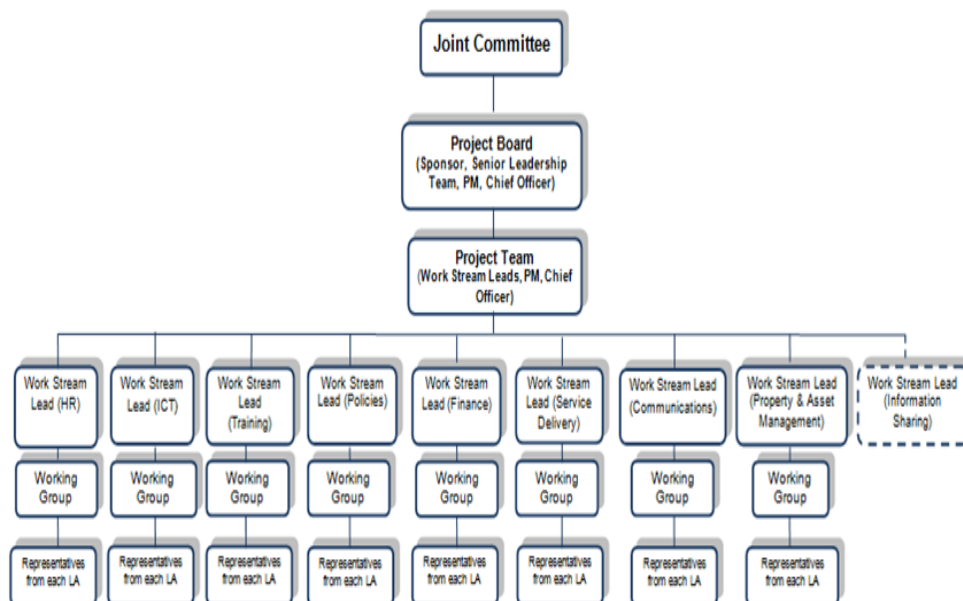 Joint Committee
Project Board
(Sponsor, Senior Leadership
Team, PM, Chief Officer)
Project Team
(Work Stream Leads, PM, Chief
Officer)
Work Stream
Lead (HR)
Work Stream
Lead (ICT)
Work Stream
Lead
(Training)
Work Stream
Lead (Policies)
Work Stream
Lead (Finance)
Work Stream
Lead (Service
Delivery)
Work Stream Lead
(Communications)
Work Stream Lead
(Property & Asset
Management)
Work Stream Lead
(Information
Sharing)
Working
Group
Working
Group
Working
Group
Working
Group
Working
Group
Working
Group
Working
Group
Working
Group
Representatives
from each LA
Representatives
from each LA
Representatives
from each LA
Representatives
from each LA
Representatives
from each LA
Representatives
from each LA
Representatives
from each LA
Representatives
from each LA